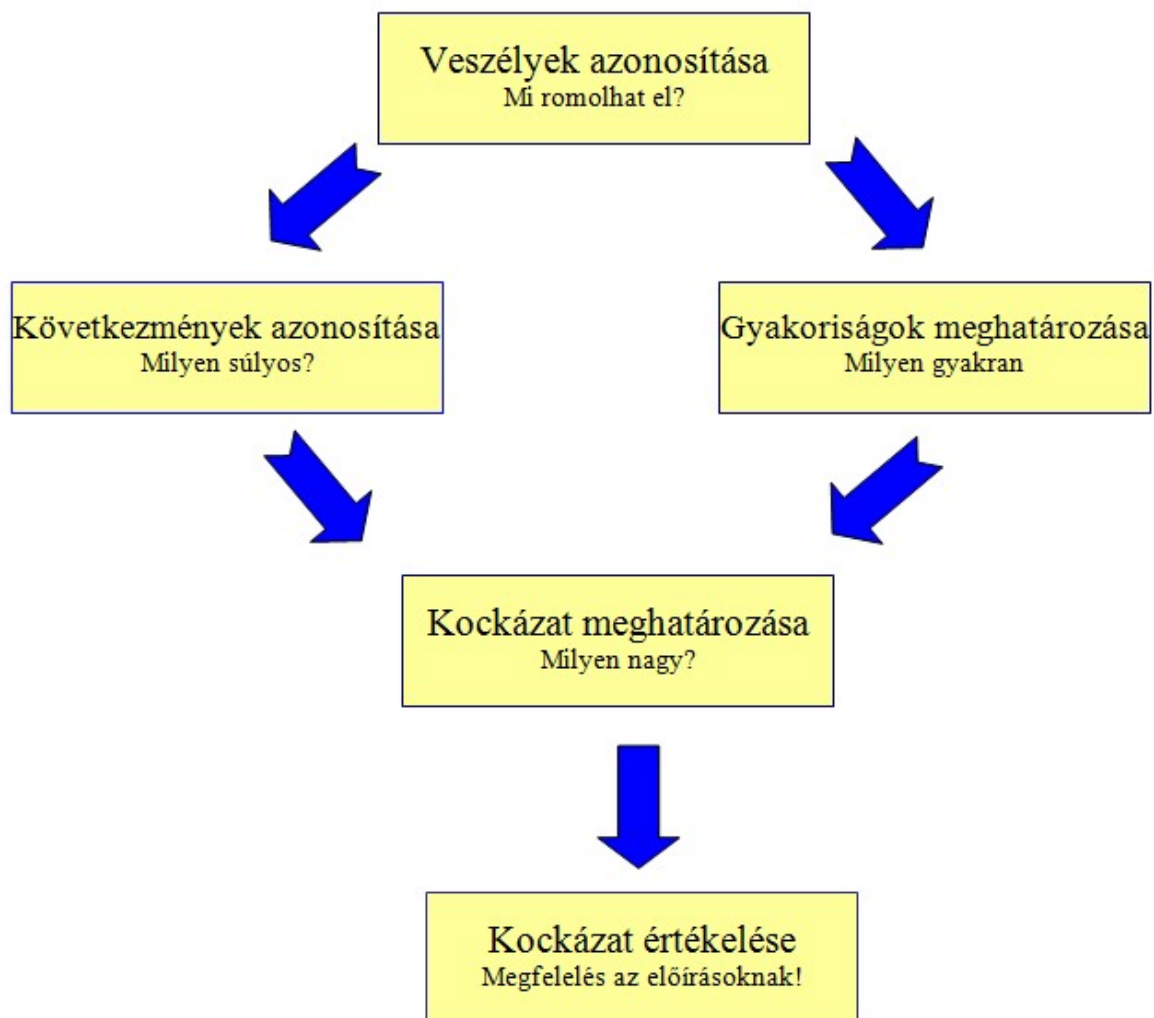 Veszélyek azonosítása
Mi romolhat el?
Következmények azonosítása
Milyen súlyos?
Gyakoriságok meghatározása
Milyen gyakran
Kockázat meghatározása
Milyen nagy?
Kockázat értékelése
Megfelelés az előírásoknak!